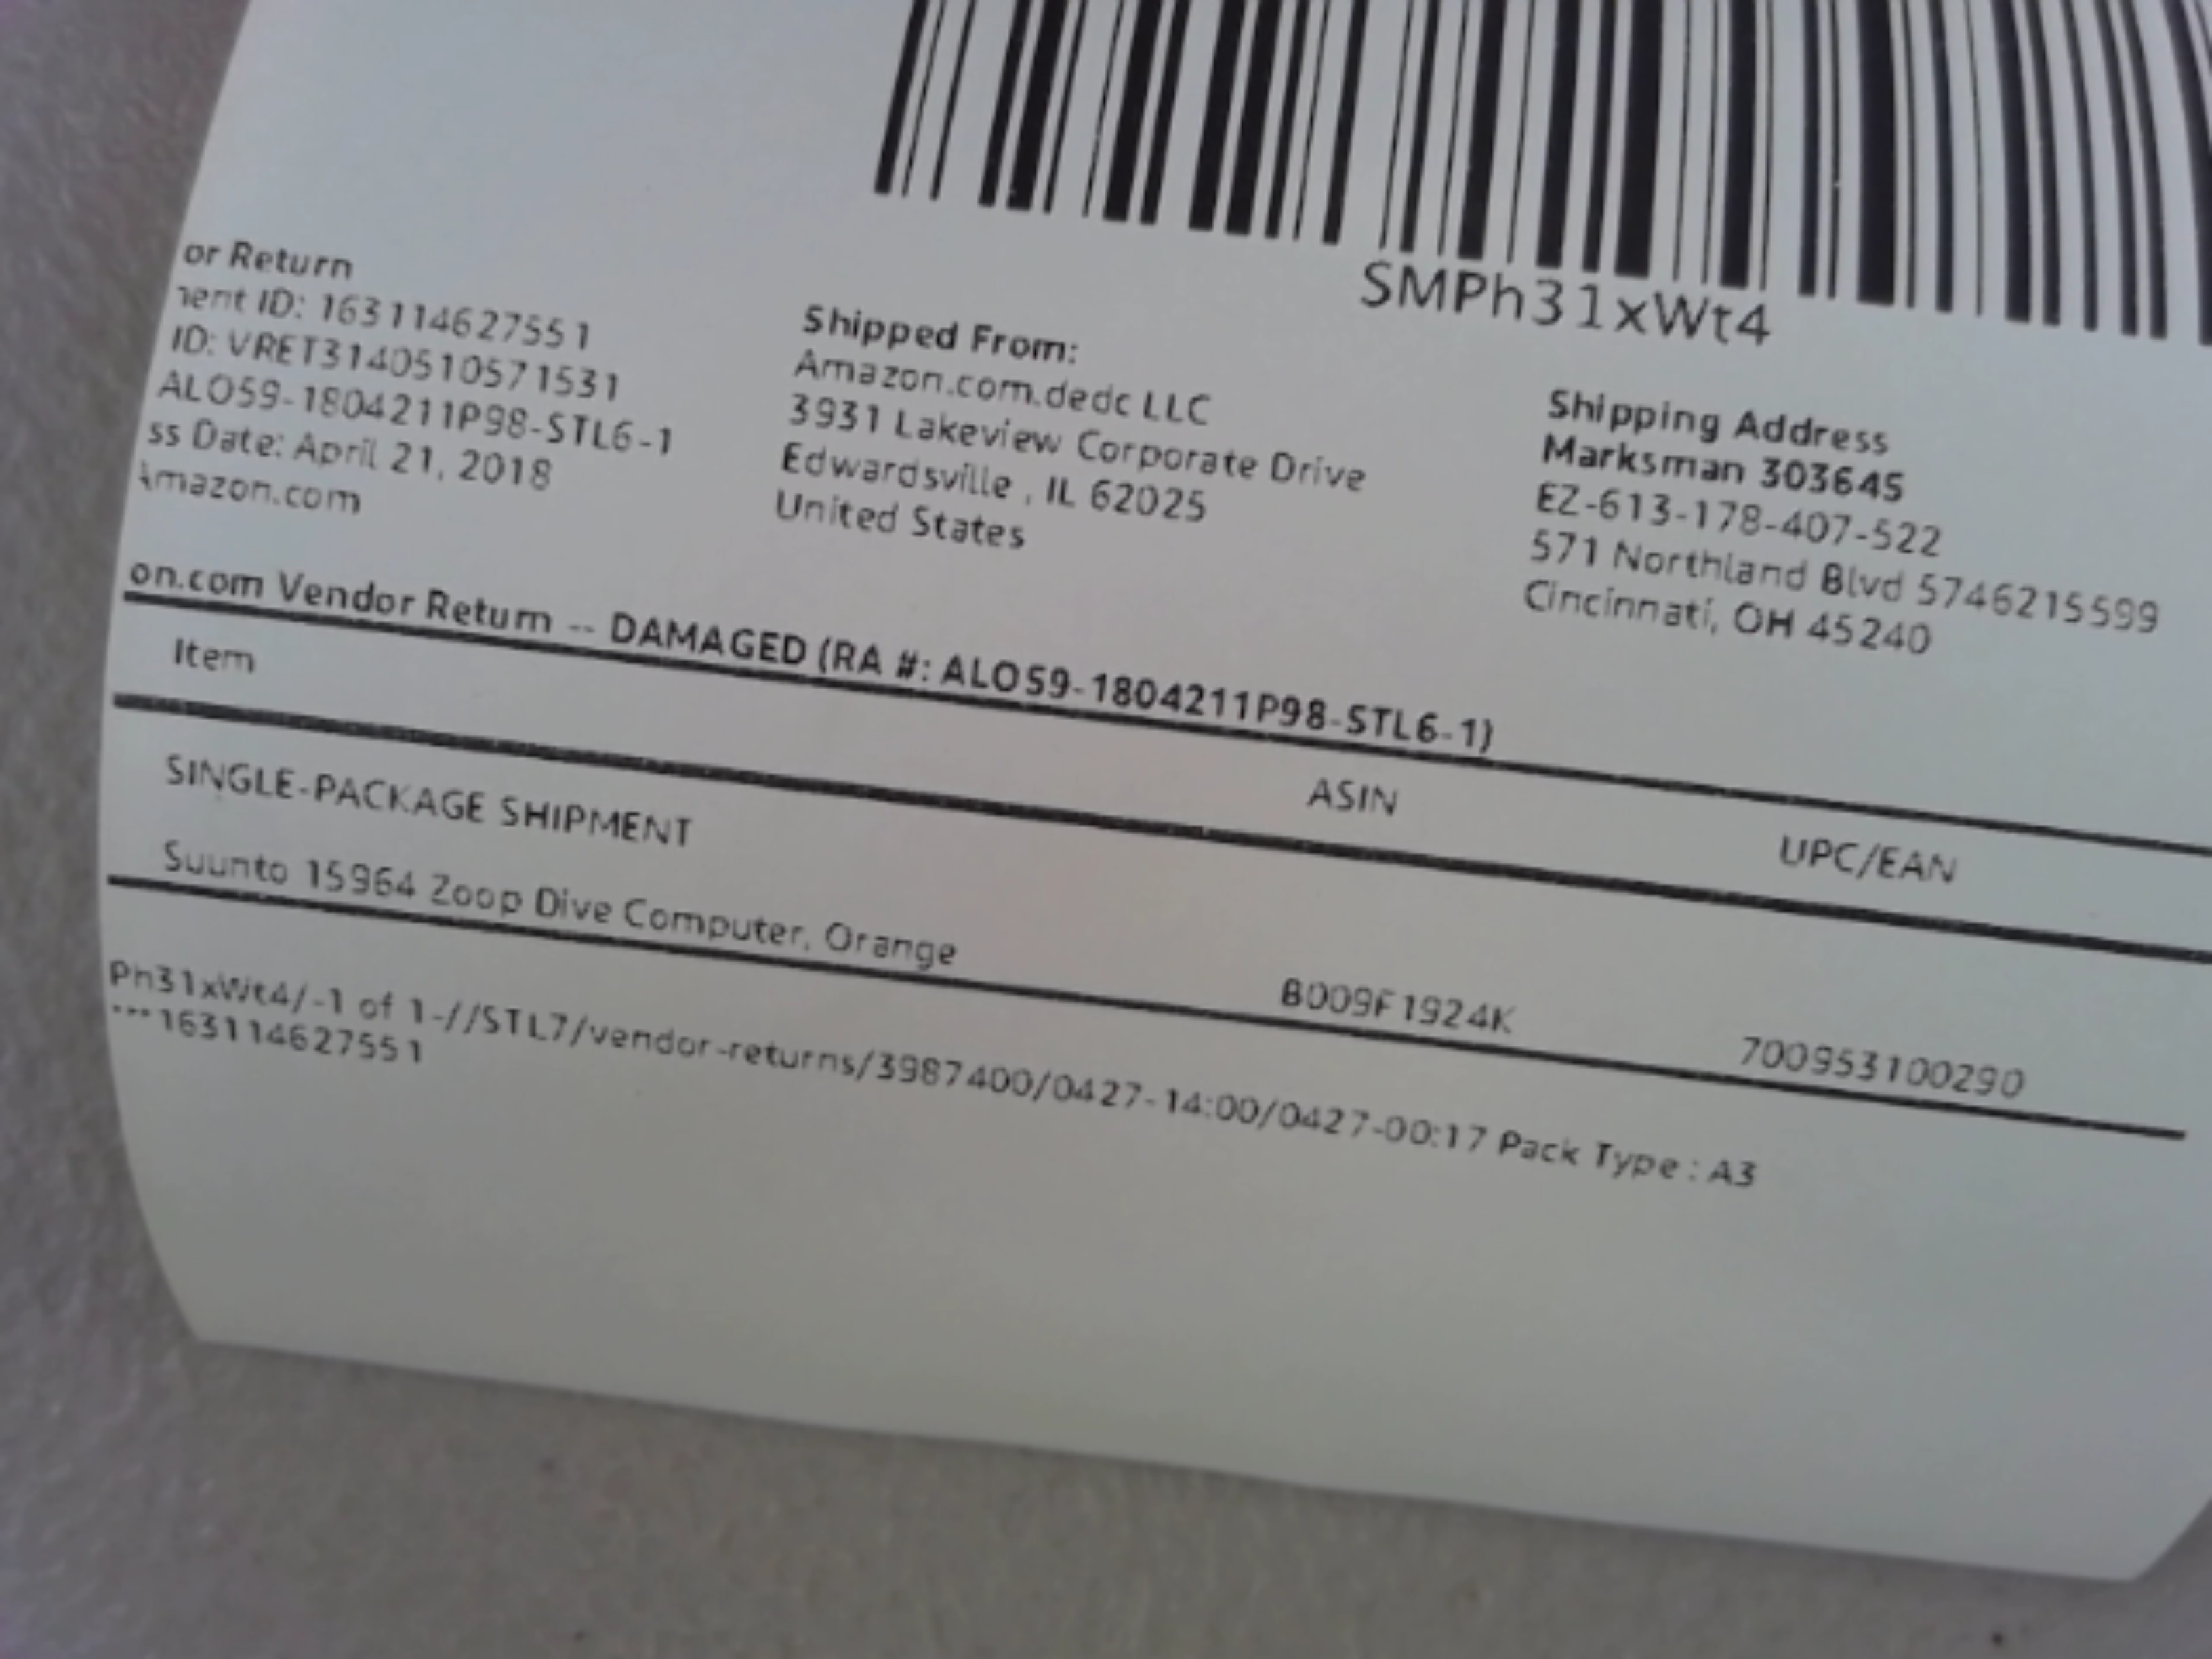 SMPh31xWt4
or Return
ment ID: 163114627551
ID: VRET3140510571531
ALO59-1804211P98-STL6-1
ss Date: April 21, 2018
Amazon.com
Shipped From:
Amazon.com.dedc LLC
3931 Lakeview Corporate Drive
Edwardsville , IL 62025
United States
Shipping Address
Marksman 303645
EZ-613-178-407-522
571 Northland Blvd 5746215599
Cincinnati, OH 45240
on.com Vendor Return -- DAMAGED (RA #: ALO59-1804211P98-STL6-1)
Item ASIN UPC/EAN
SINGLE-PACKAGE SHIPMENT
Suunto 15964 Zoop Dive Computer, Orange B009F1924K 700953100290
Ph31xWt4/-1 of 1-//STL7/vendor-returns/3987400/0427-14:00/0427-00:17 Pack Type : A3
---163114627551